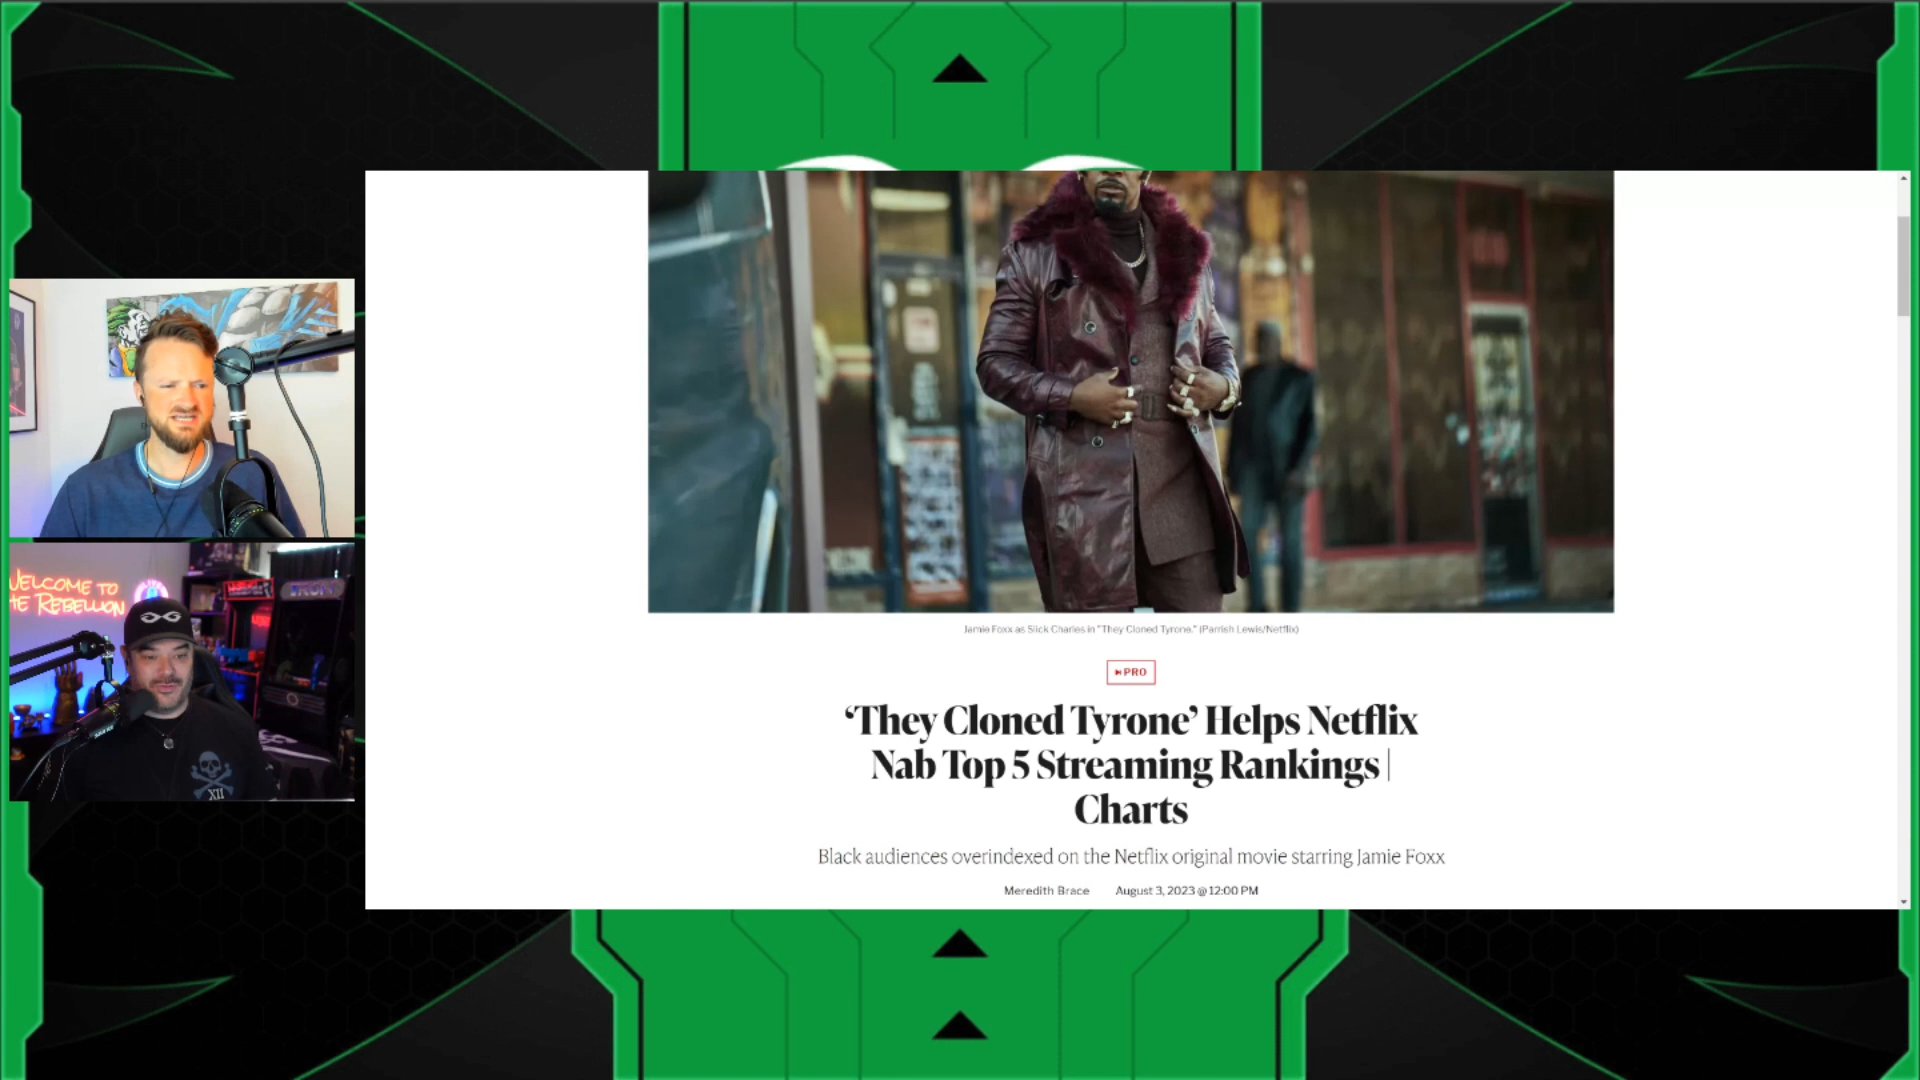 WELCOME TO
THE REBELLION
TRON
XII
Jamie Foxx as Slick Charles in "They Cloned Tyrone." (Parrish Lewis/Netflix)
PRO
‘They Cloned Tyrone’ Helps Netflix
Nab Top 5 Streaming Rankings |
Charts
Black audiences overindexed on the Netflix original movie starring Jamie Foxx
Meredith Brace August 3, 2023 @ 12:00 PM